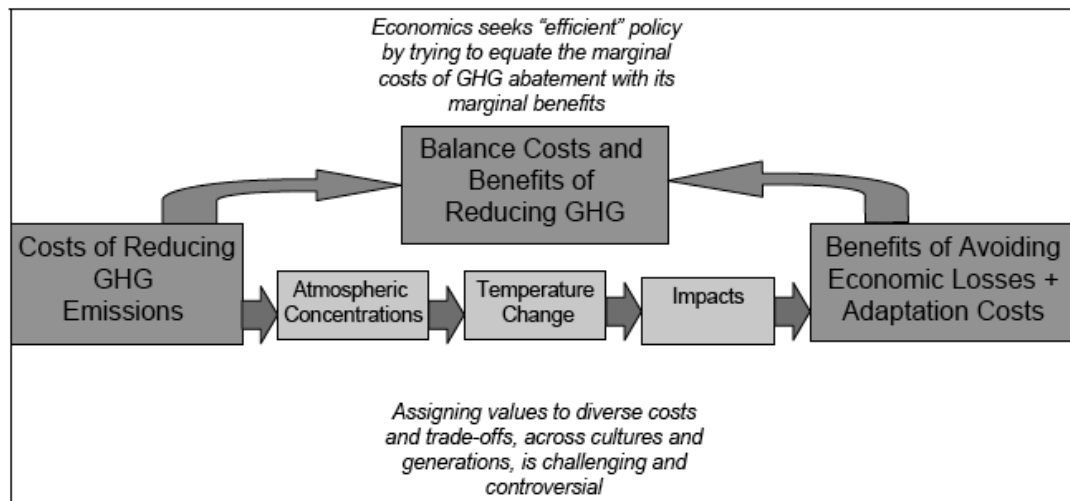 Economics seeks “efficient” policy
by trying to equate the marginal
costs of GHG abatement with its
marginal benefits
Balance Costs and
Benefits of
Reducing GHG
Costs of Reducing
GHG
Emissions
Atmospheric
Concentrations
Temperature
Change
Impacts
Benefits of Avoiding
Economic Losses +
Adaptation Costs
Assigning values to diverse costs
and trade-offs, across cultures and
generations, is challenging and
controversial